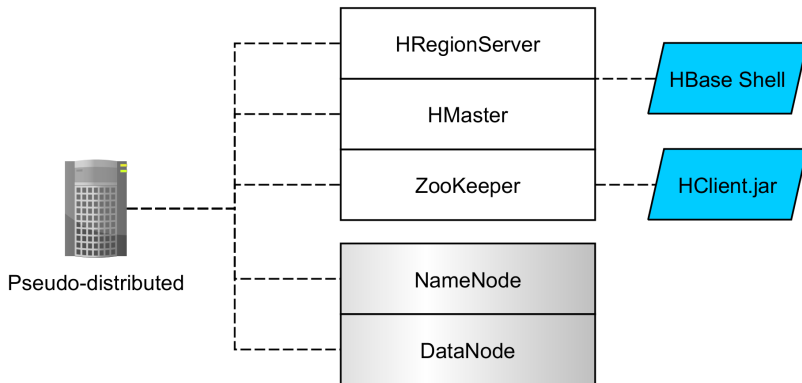 HRegionServer
HBase Shell
HMaster
ZooKeeper
HClient.jar
Pseudo-distributed
NameNode
DataNode